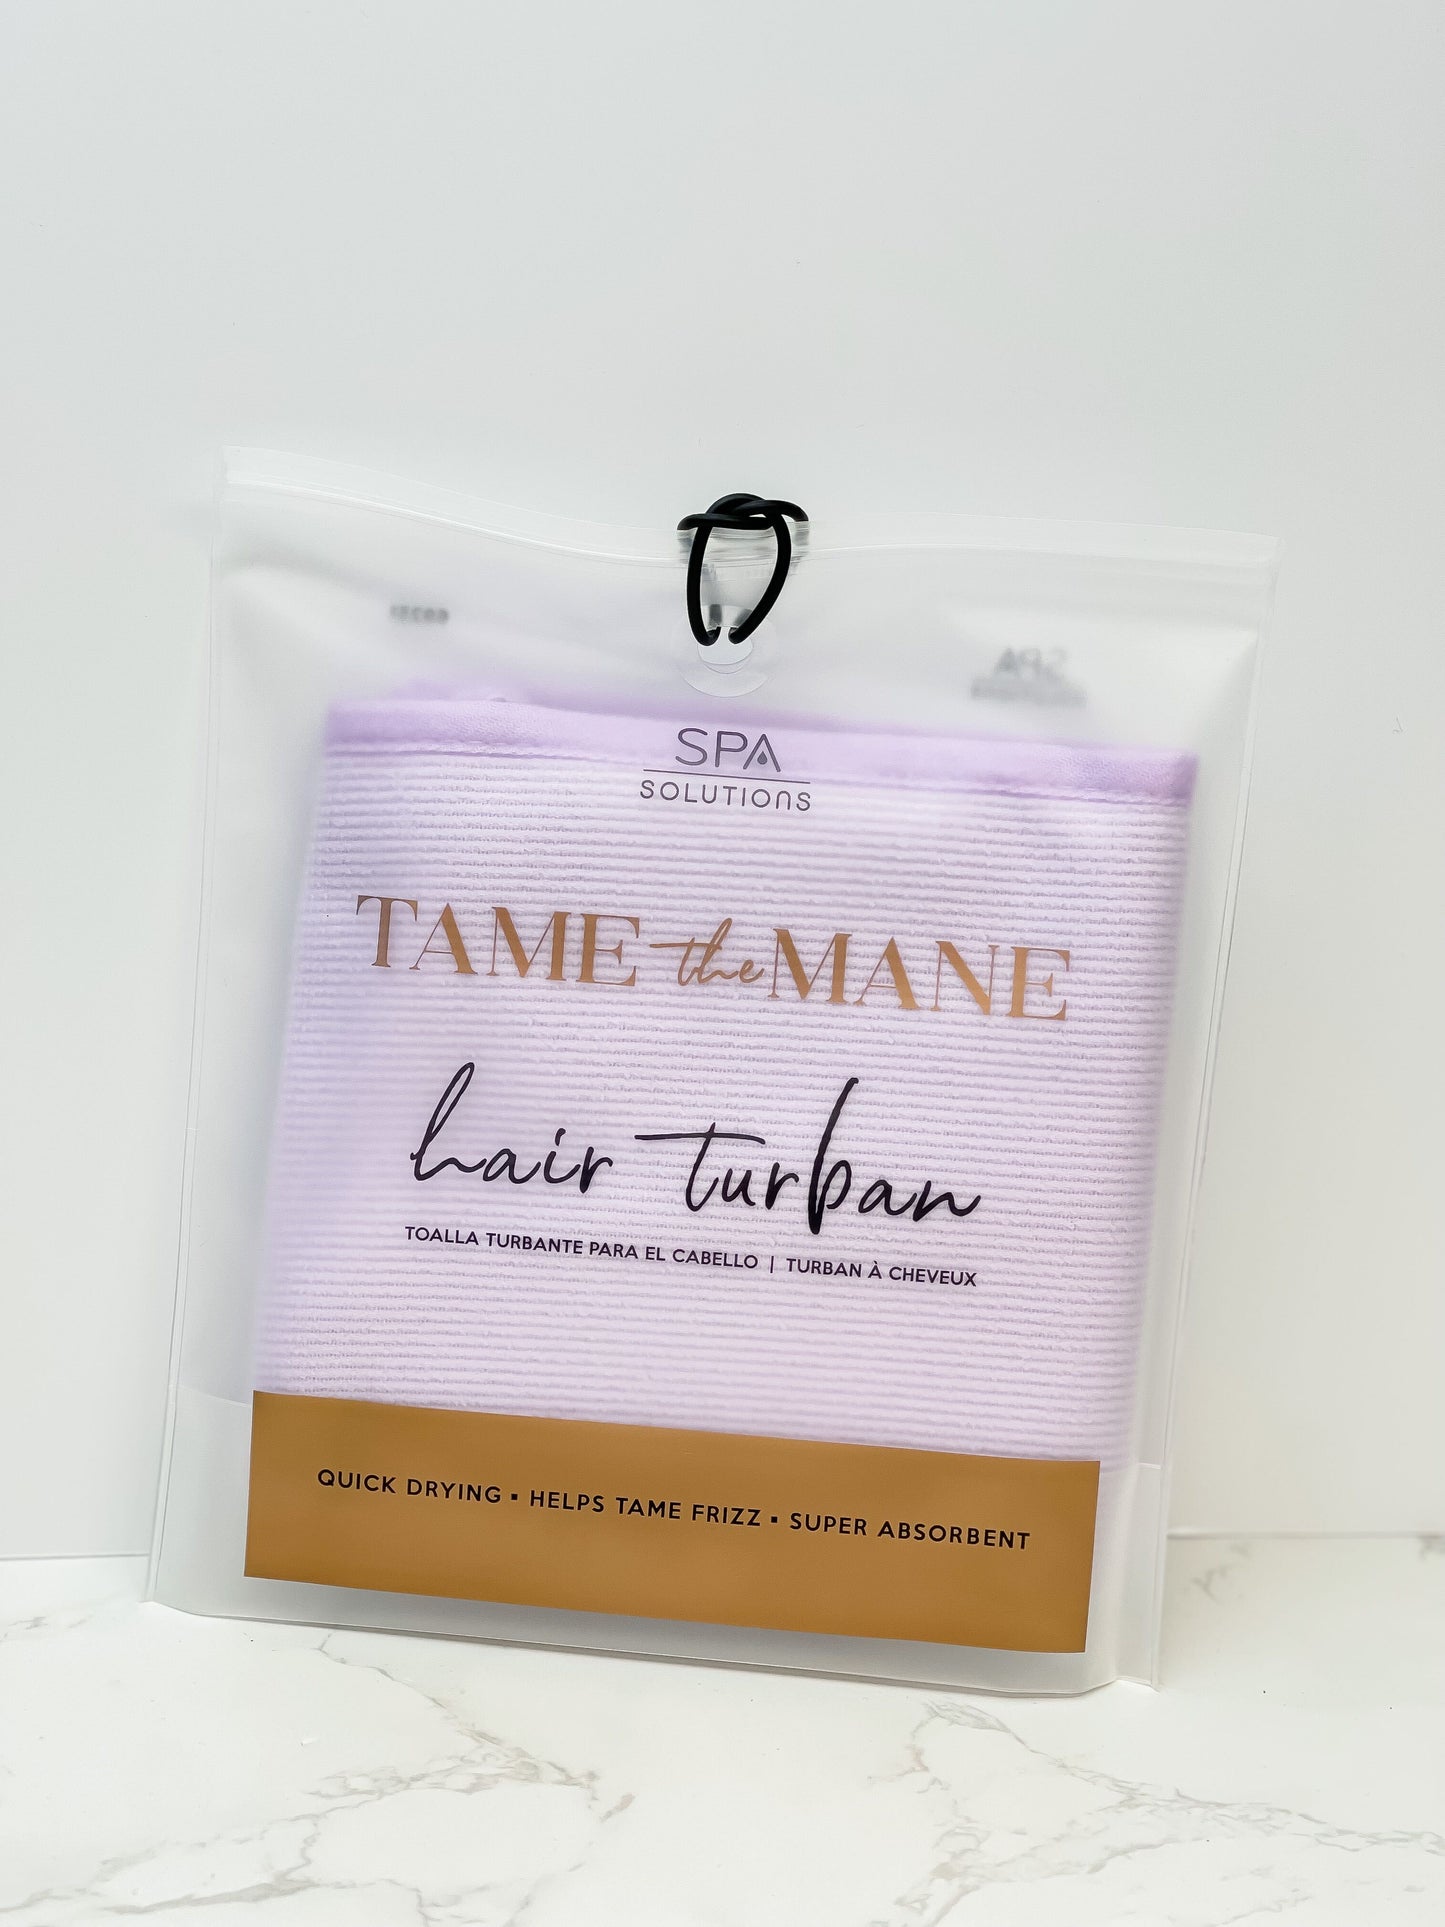 SPA
SOLUTIONS
TAME the MANE
hair turban
TOALLA TURBANTE PARA EL CABELLO | TURBAN À CHEVEUX
QUICK DRYING ▪ HELPS TAME FRIZZ ▪ SUPER ABSORBENT
SPA